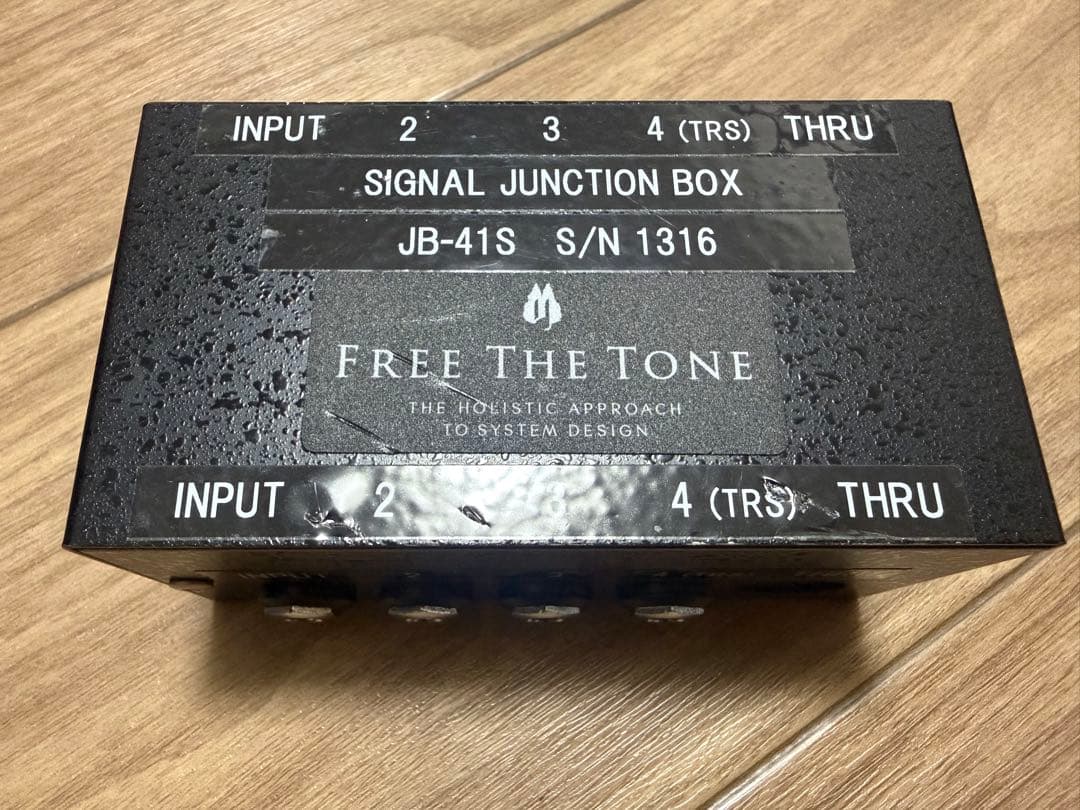 INPUT 2 3 4 (TRS) THRU
SIGNAL JUNCTION BOX
JB-41S S/N 1316
FREE THE TONE
THE HOLISTIC APPROACH
TO SYSTEM DESIGN
INPUT 2 3 4 (TRS) THRU